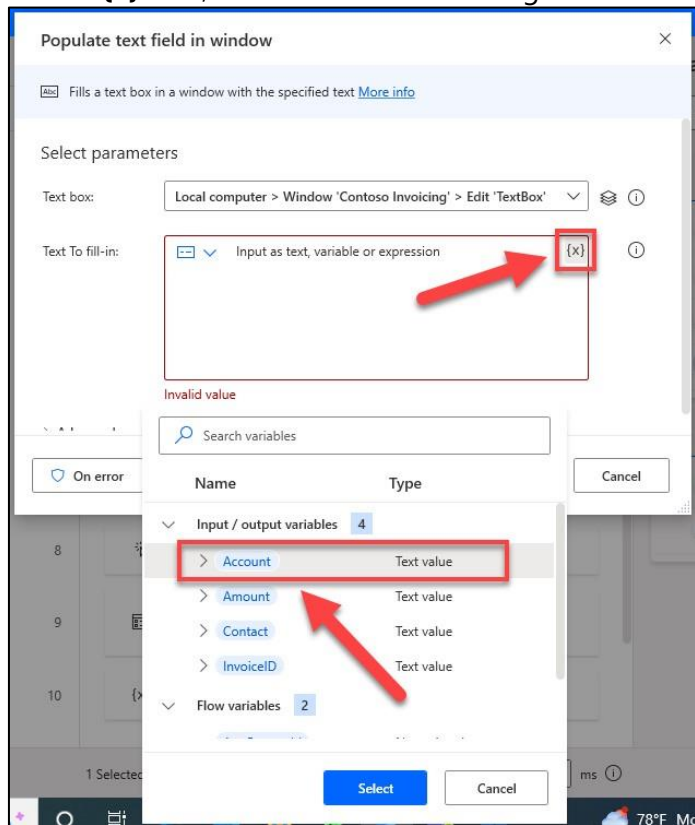 Populate text field in window
Abc Fills a text box in a window with the specified text More info
Select parameters
Text box: Local computer > Window 'Contoso Invoicing' > Edit 'TextBox'
Text To fill-in: Input as text, variable or expression {x}
Invalid value
Search variables
On error
Cancel
Name Type
Input / output variables 4
Account Text value
Amount Text value
Contact Text value
InvoiceID Text value
Flow variables 2
8
9
10 {x
1 Selected
Select Cancel
ms
78°F Mo